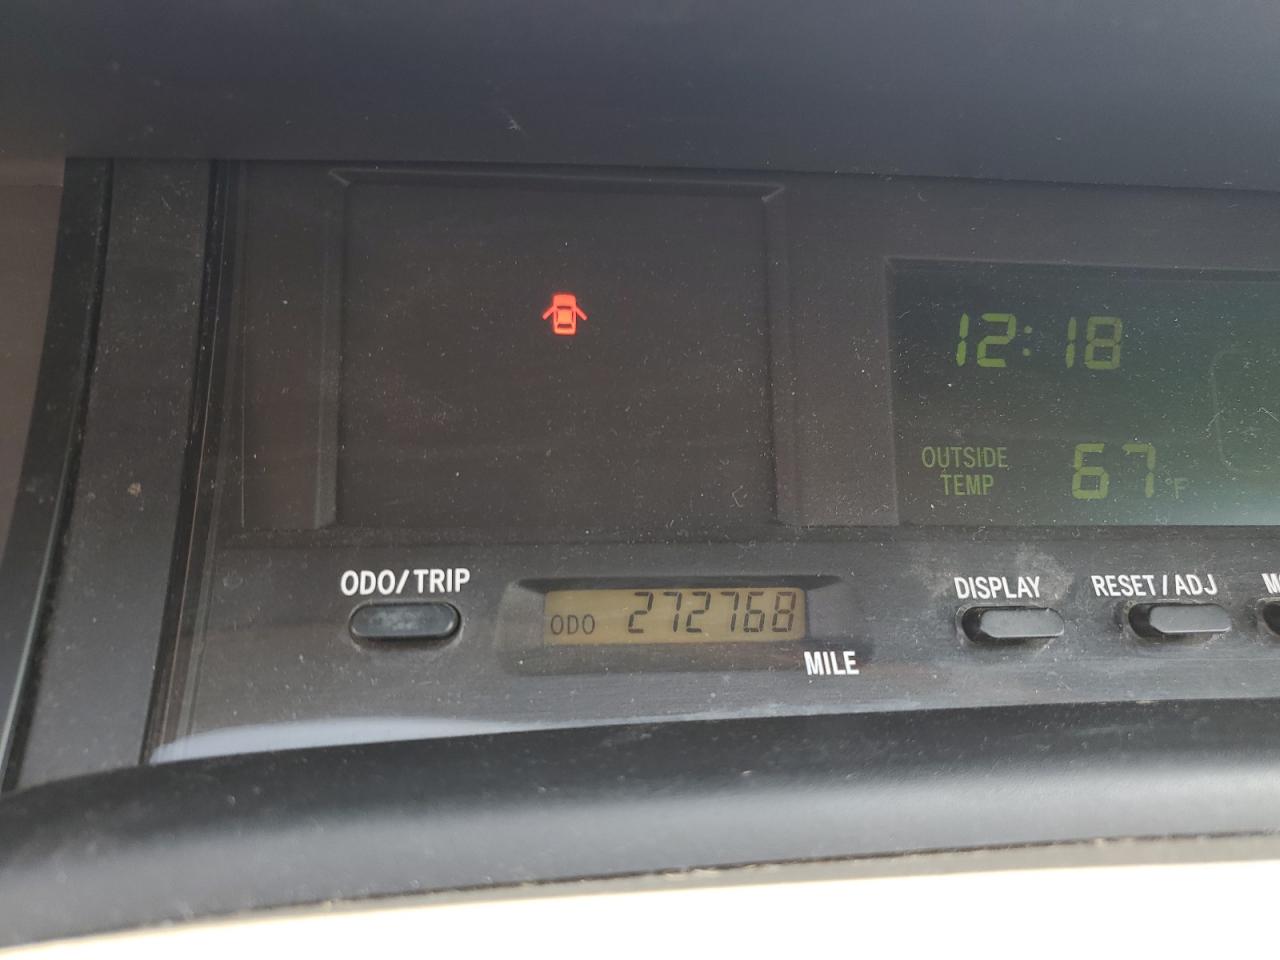 12:18
OUTSIDE
TEMP
67 °F
ODO/TRIP
ODO 272768
MILE
DISPLAY
RESET/ADJ